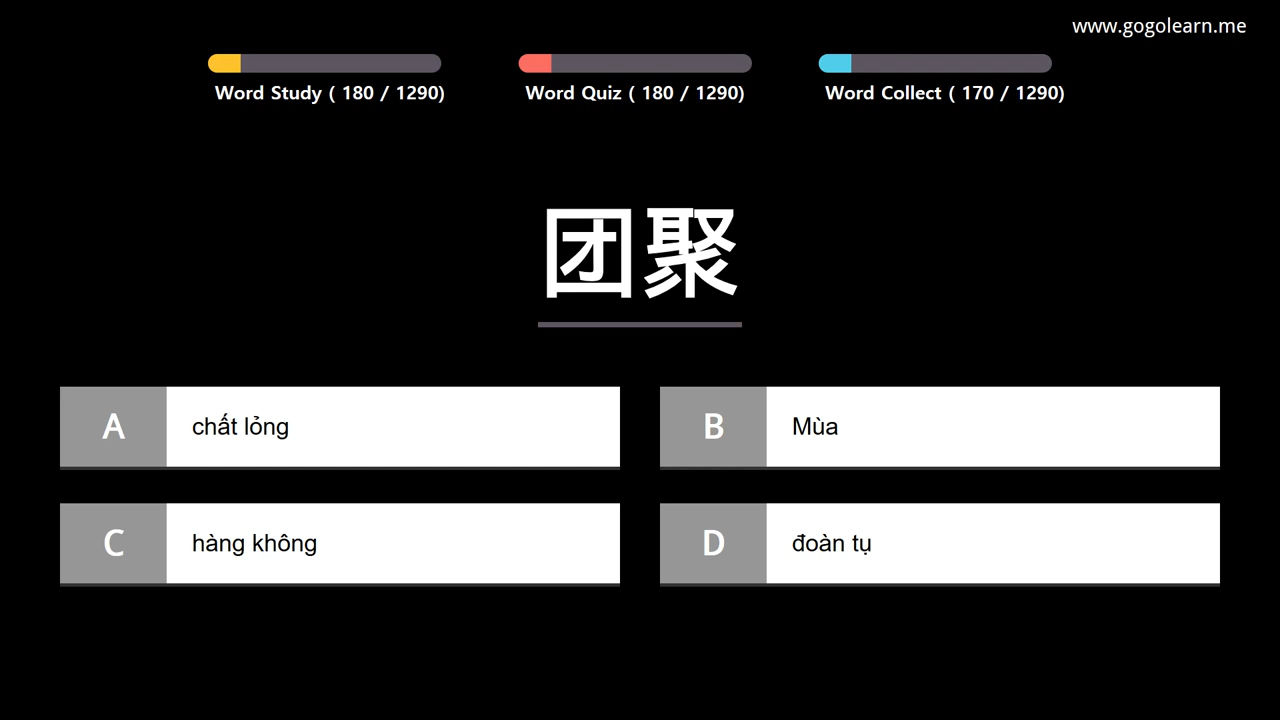 www.gogolearn.me
Word Study ( 180 / 1290)
Word Quiz ( 180 / 1290)
Word Collect ( 170 / 1290)
团聚
A chất lỏng
B Mùa
C hàng không
D đoàn tụ